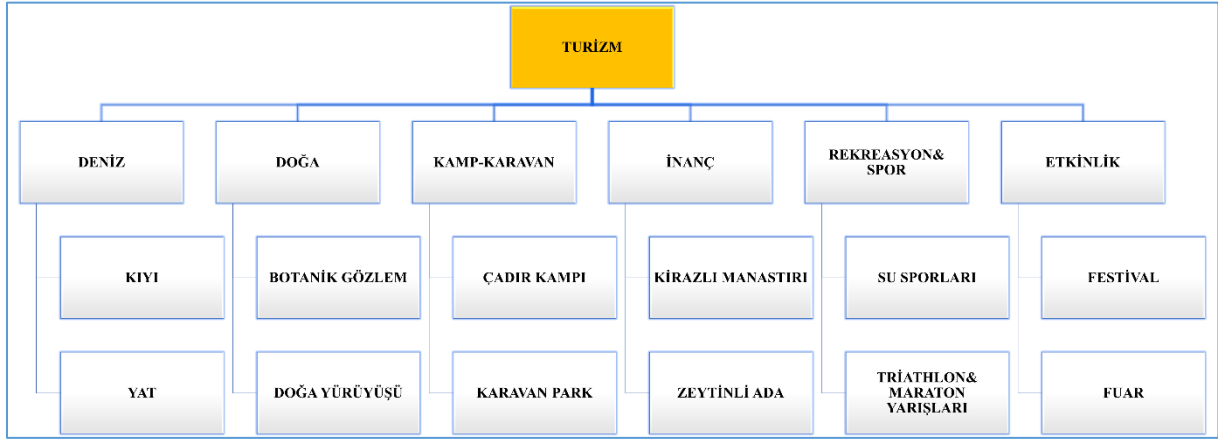 TURİZM
DENİZ
DOĞA
KAMP-KARAVAN
İNANÇ
REKREASYON&
SPOR
ETKİNLİK
KIYI
BOTANİK GÖZLEM
ÇADIR KAMPI
KİRAZLI MANASTIRI
SU SPORLARI
FESTİVAL
YAT
DOĞA YÜRÜYÜŞÜ
KARAVAN PARK
ZEYTİNLİ ADA
TRİATHLON&
MARATON
YARIŞLARI
FUAR